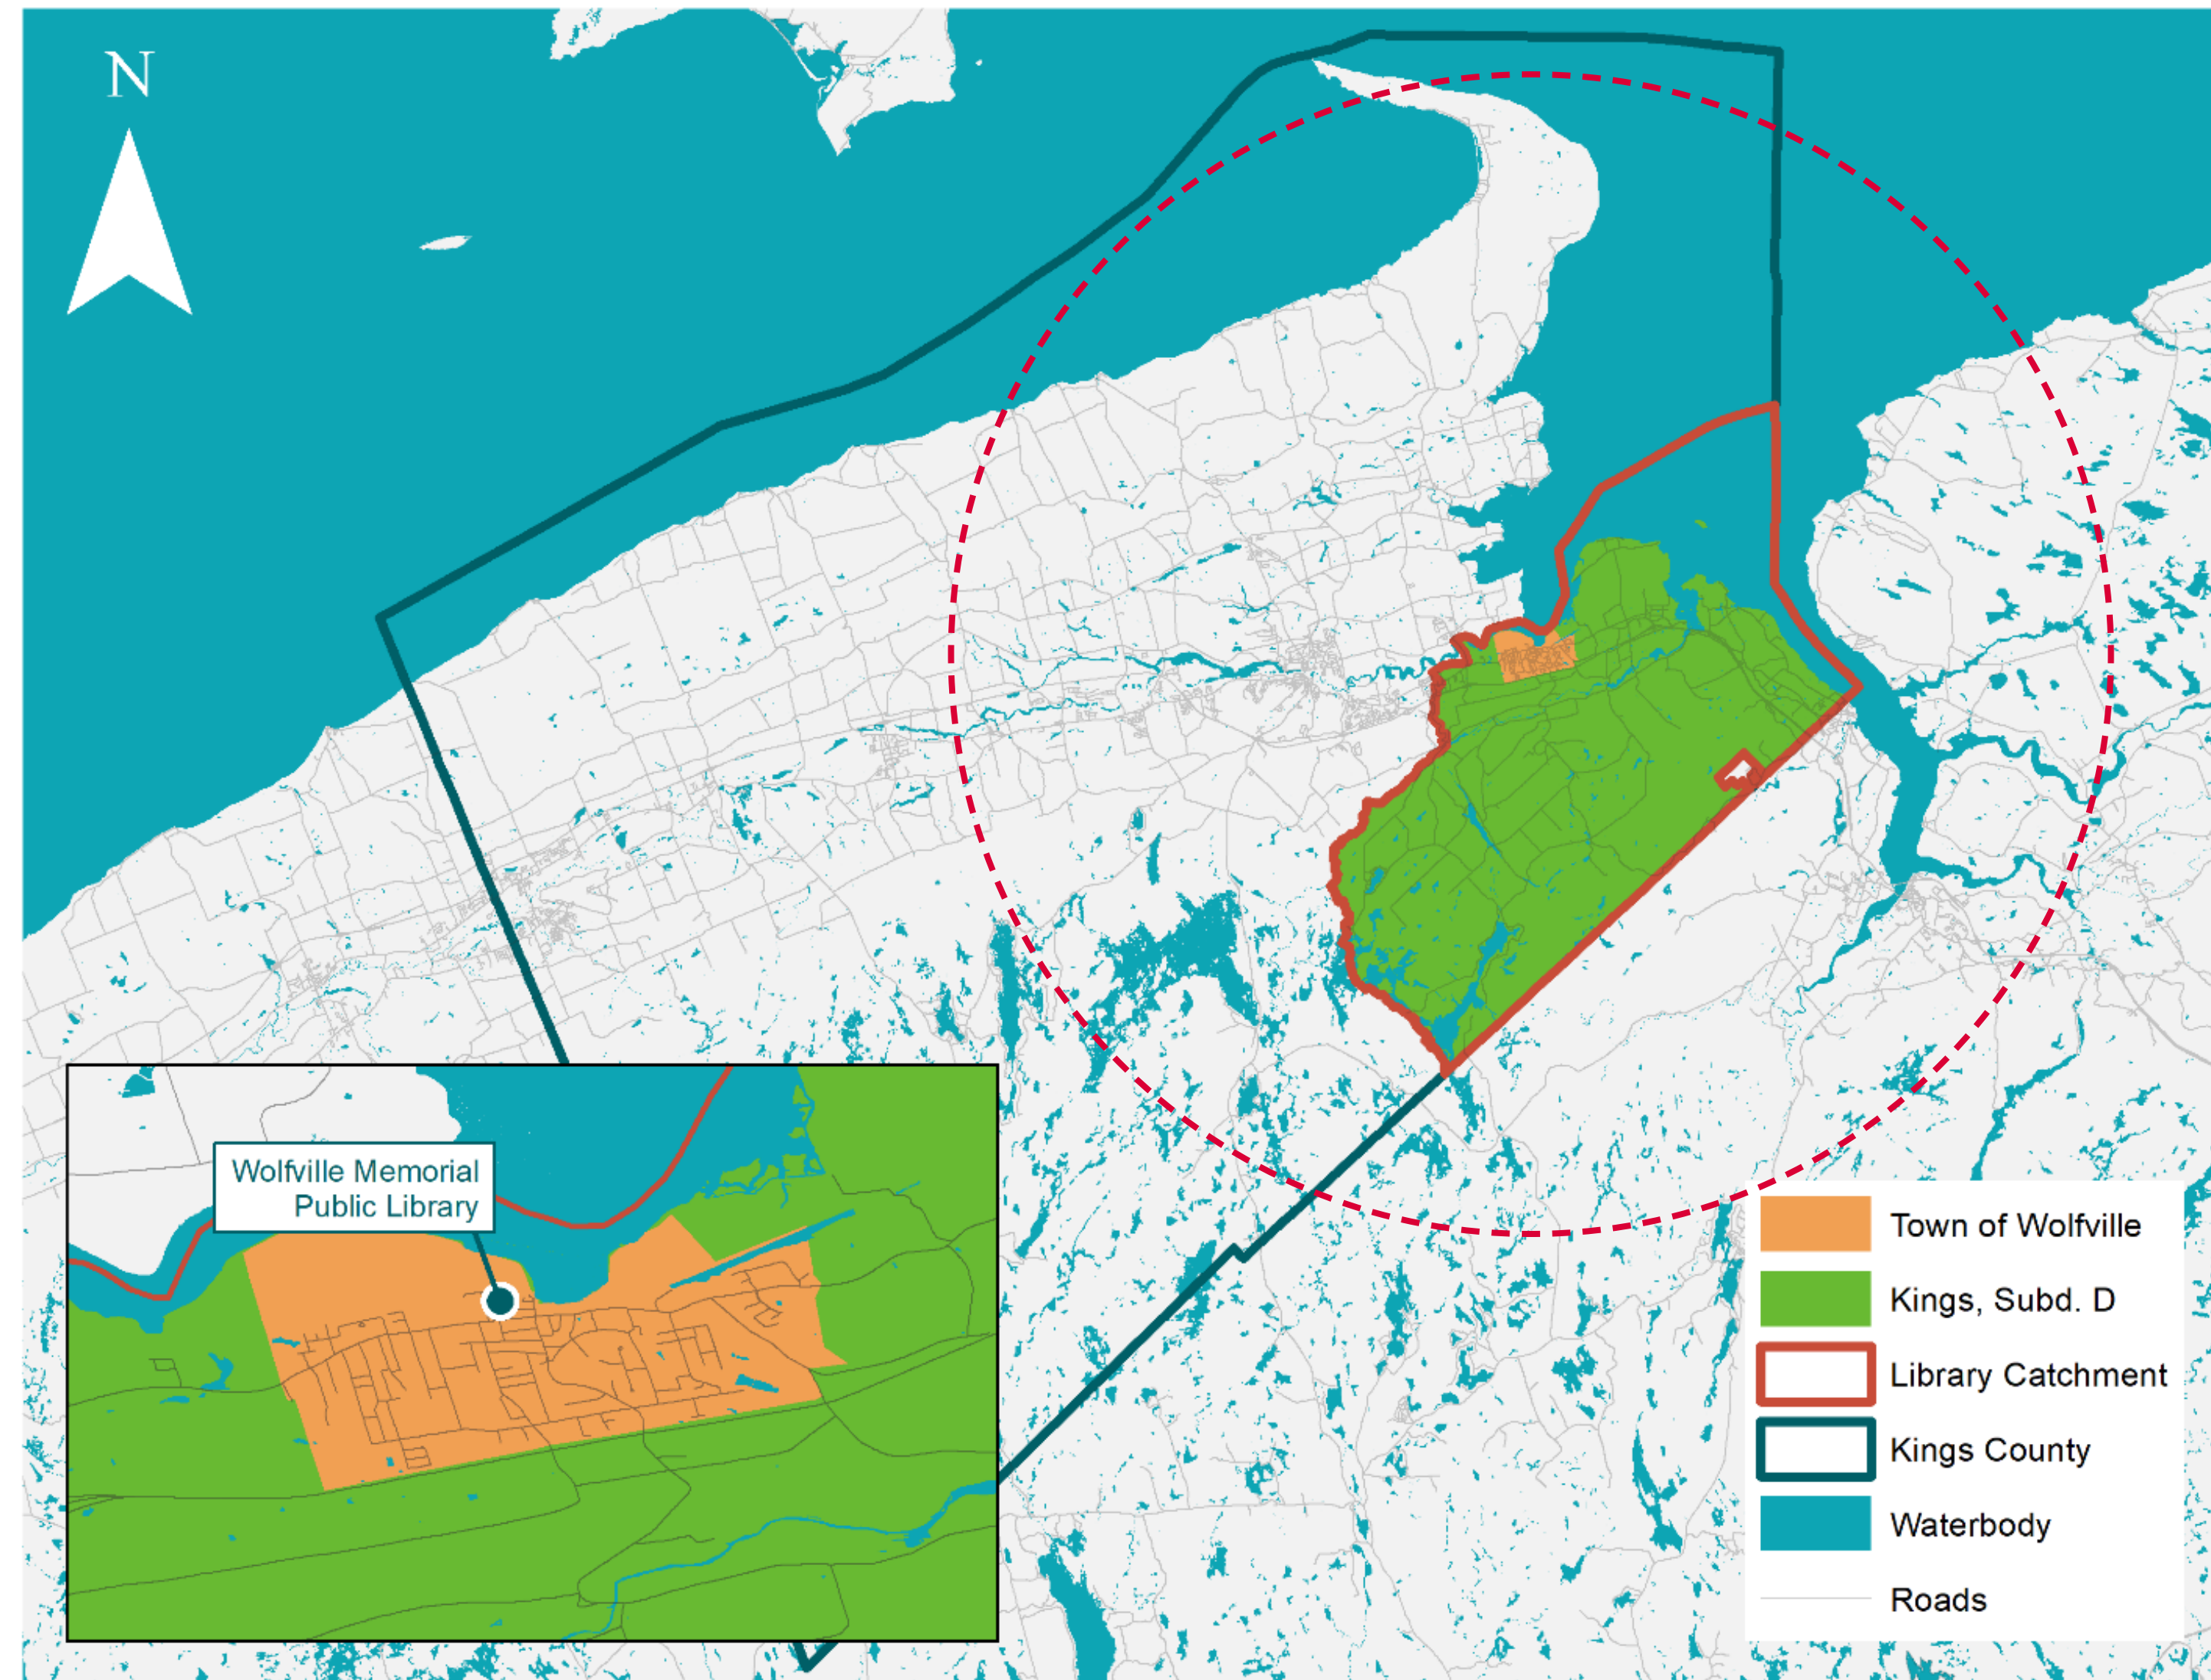 N
Wolfville Memorial
Public Library
Town of Wolfville
Kings, Subd. D
Library Catchment
Kings County
Waterbody
Roads